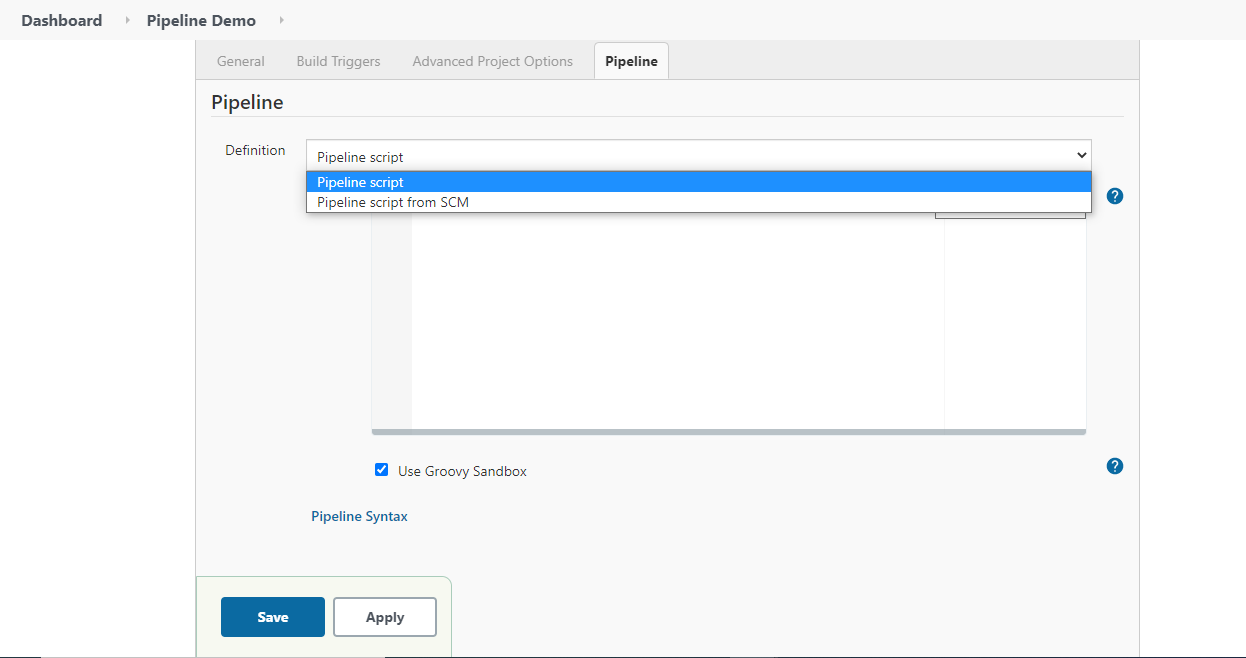 Dashboard Pipeline Demo
General Build Triggers Advanced Project Options Pipeline
Pipeline
Definition Pipeline script
Pipeline script
Pipeline script from SCM
?
Use Groovy Sandbox ?
Pipeline Syntax
Save Apply